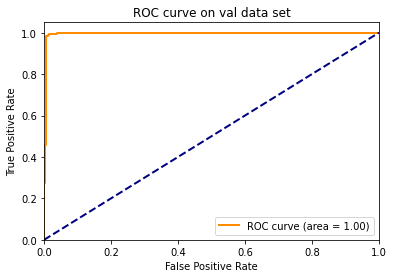 ROC curve on val data set
True Positive Rate
1.0
0.8
0.6
0.4
0.2
0.0
ROC curve (area = 1.00)
0.0 0.2 0.4 0.6 0.8 1.0
False Positive Rate